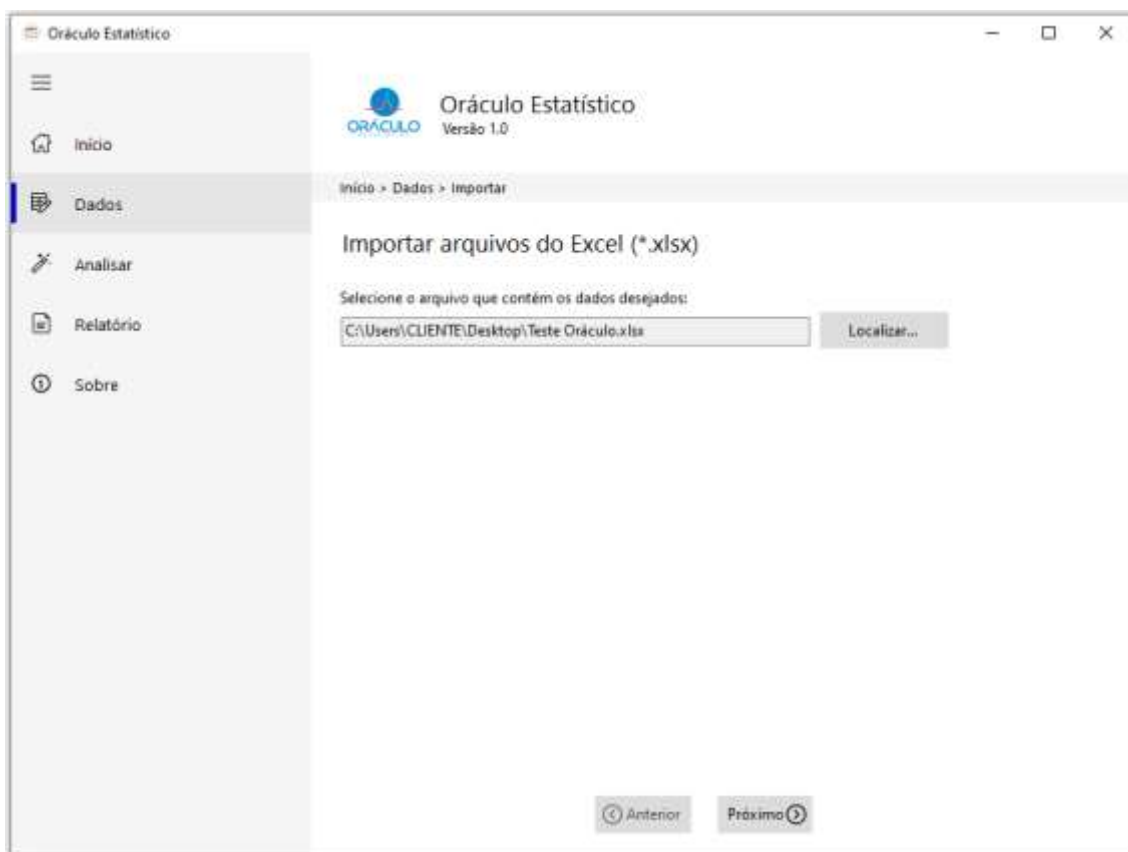 Oráculo Estatístico
Início
Dados
Analisar
Relatório
Sobre
ORÁCULO
Oráculo Estatístico
Versão 1.0
Início > Dados > Importar
Importar arquivos do Excel (*.xlsx)
Selecione o arquivo que contém os dados desejados:
C:\Users\CLIENTE\Desktop\Teste Oráculo.xlsx
Localizar...
Anterior
Próximo